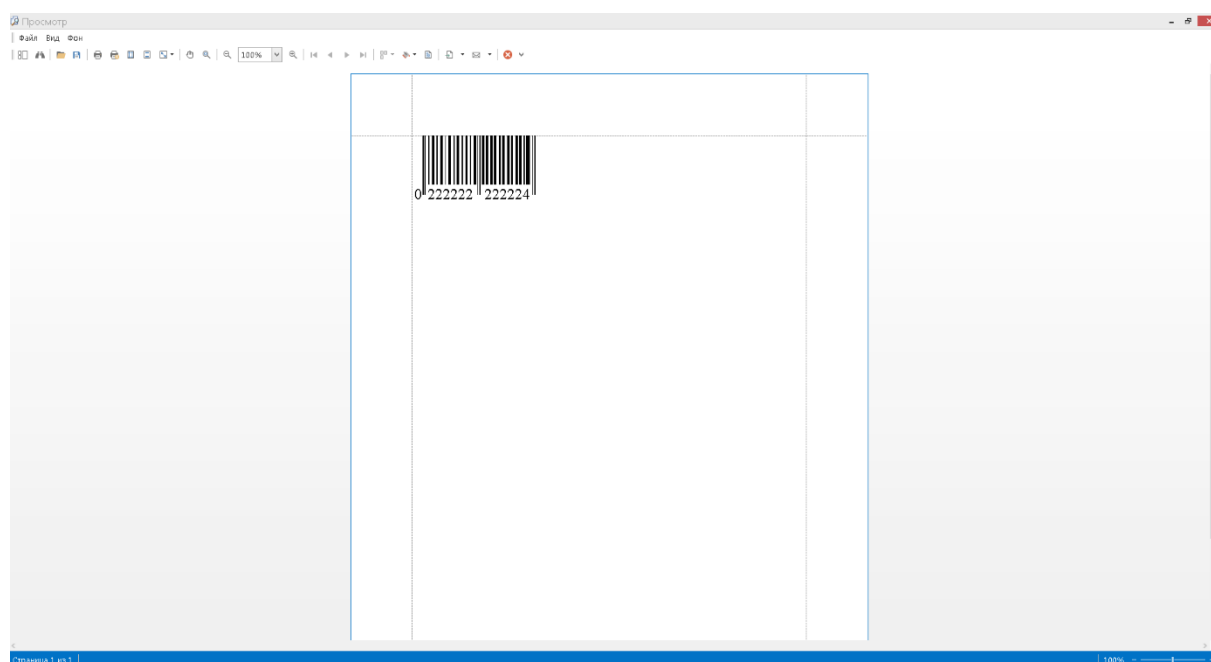 Просмотр
Файл Вид Фон
100%
0 222222 222224
Страница 1 из 1 100%